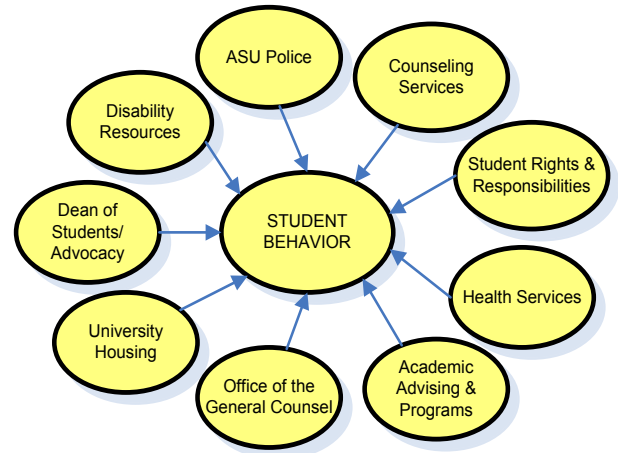 ASU Police
Counseling
Services
Disability
Resources
Student Rights &
Responsibilities
Dean of
Students/
Advocacy
STUDENT
BEHAVIOR
Health Services
University
Housing
Office of the
General Counsel
Academic
Advising &
Programs